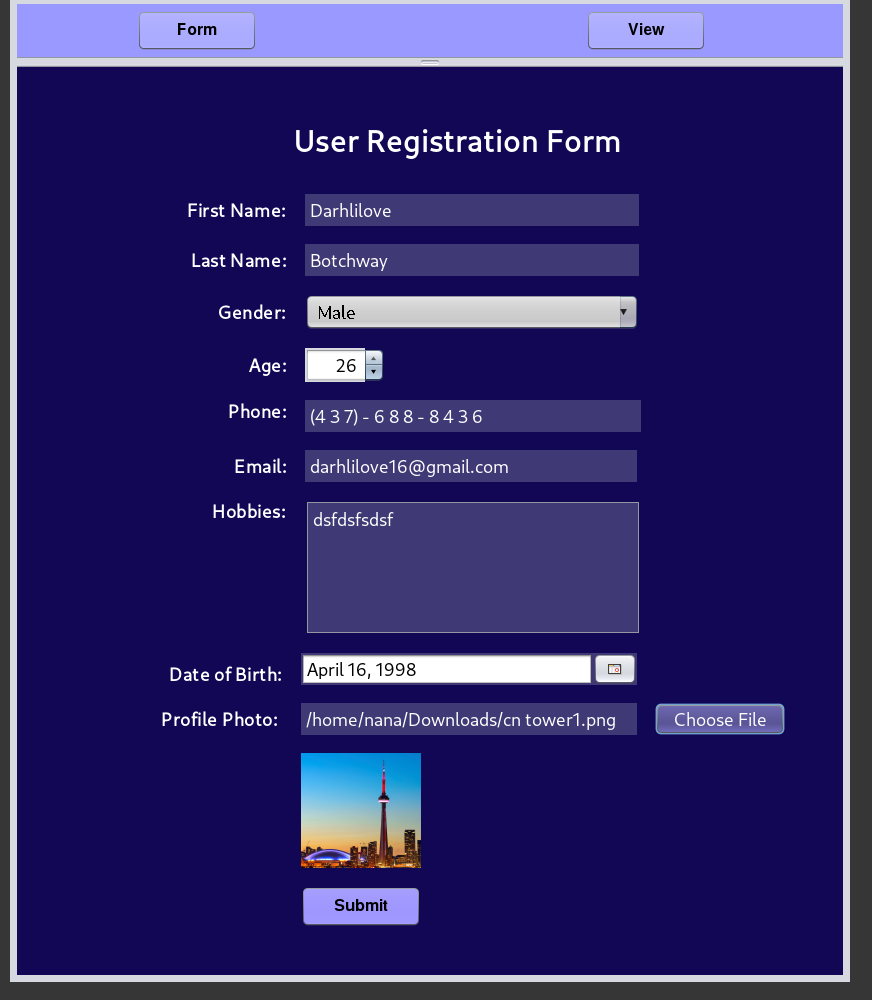 Form View
User Registration Form
First Name: Darhlilove
Last Name: Botchway
Gender: Male
Age: 26
Phone: (4 3 7) - 6 8 8 - 8 4 3 6
Email: darhlilove16@gmail.com
Hobbies: dsfdsfsdsf
Date of Birth: April 16, 1998
Profile Photo: /home/nana/Downloads/cn tower1.png Choose File
Submit